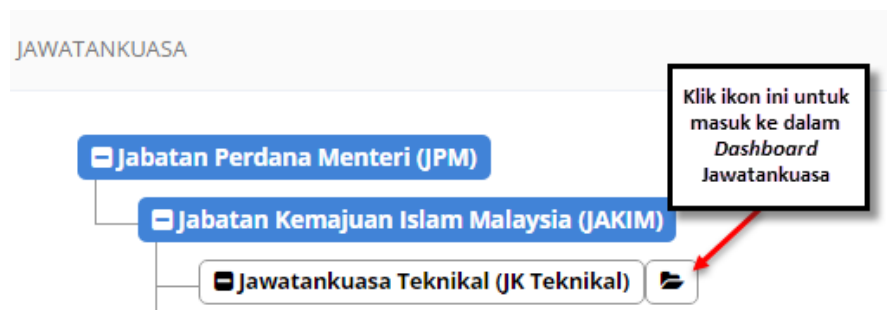 JAWATANKUASA
Klik ikon ini untuk
masuk ke dalam
Dashboard
Jawatankuasa
Jabatan Perdana Menteri (JPM)
Jabatan Kemajuan Islam Malaysia (JAKIM)
Jawatankuasa Teknikal (JK Teknikal)